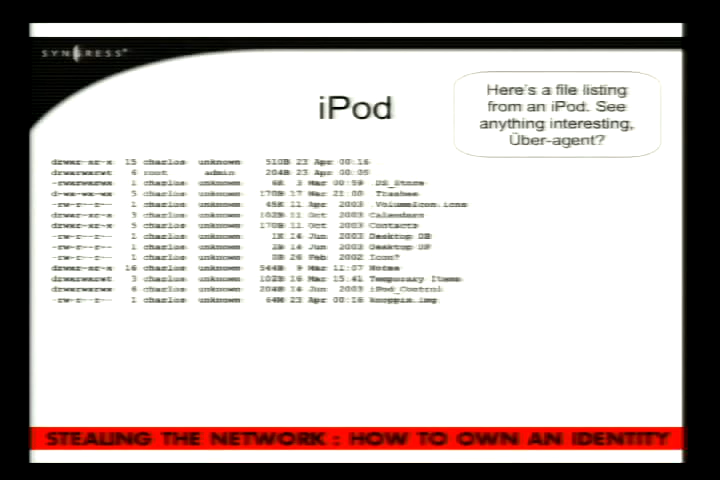 SYNGRESS
iPod
Here's a file listing
from an iPod. See
anything interesting,
Über-agent?
drwxr-xr-x 15 charlos unknown 510B 23 Apr 00:16
drwxrwxrwt 6 root admin 204B 23 Apr 00:05
-rwxrwxrwx 1 charlos unknown 6K 3 Mar 00:59 .DS_Store
d-wx-wx-wx 5 charlos unknown 170B 17 Mar 21:00 .Trashes
-rw-r--r-- 1 charlos unknown 45K 11 Apr 2003 .VolumeIcon.icns
drwxr-xr-x 3 charlos unknown 102B 11 Oct 2003 Calendars
drwxr-xr-x 5 charlos unknown 170B 11 Oct 2003 Contacts
-rw-r--r-- 1 charlos unknown 1K 14 Jun 2003 Desktop DB
-rw-r--r-- 1 charlos unknown 2B 14 Jun 2003 Desktop DF
-rw-r--r-- 1 charlos unknown 0B 26 Feb 2002 Icon?
drwxr-xr-x 16 charlos unknown 544B 9 Mar 11:07 Notes
drwxrwxrwt 3 charlos unknown 102B 16 Mar 15:41 Temporary Items
drwxrwxrwx 6 charlos unknown 204B 14 Jun 2003 iPod_Control
-rw-r--r-- 1 charlos unknown 64M 23 Apr 00:16 knoppix.img
STEALING THE NETWORK : HOW TO OWN AN IDENTITY